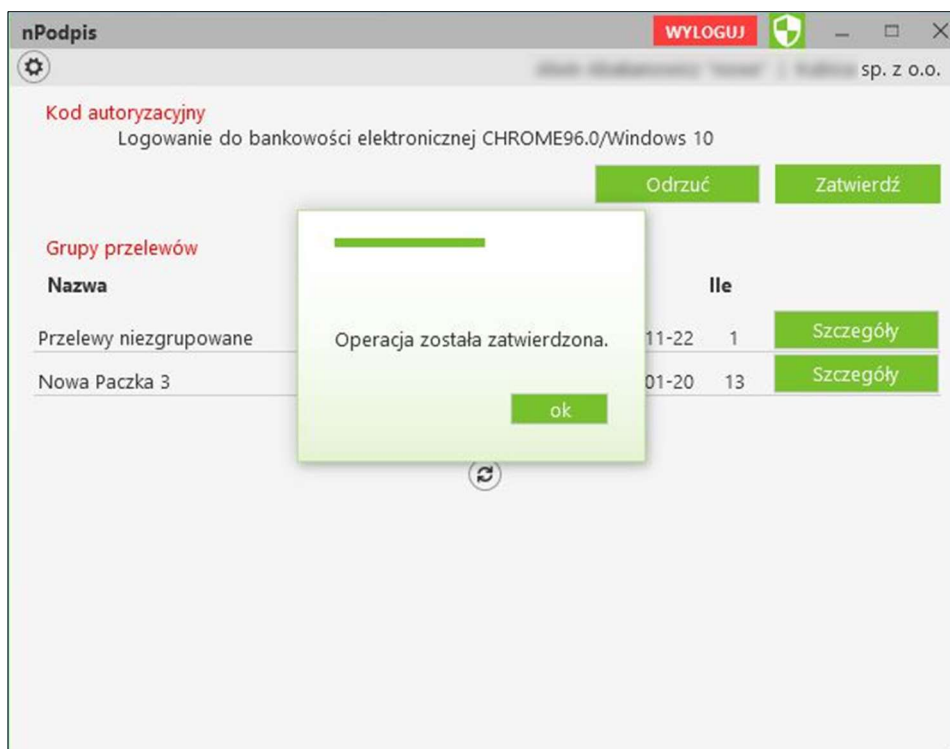 nPodpis WYLOGUJ
sp. z o.o.
Kod autoryzacyjny
Logowanie do bankowości elektronicznej CHROME96.0/Windows 10
Odrzuć Zatwierdź
Grupy przelewów
Nazwa Ile
Przelewy niezgrupowane 11-22 1 Szczegóły
Nowa Paczka 3 01-20 13 Szczegóły
Operacja została zatwierdzona.
ok